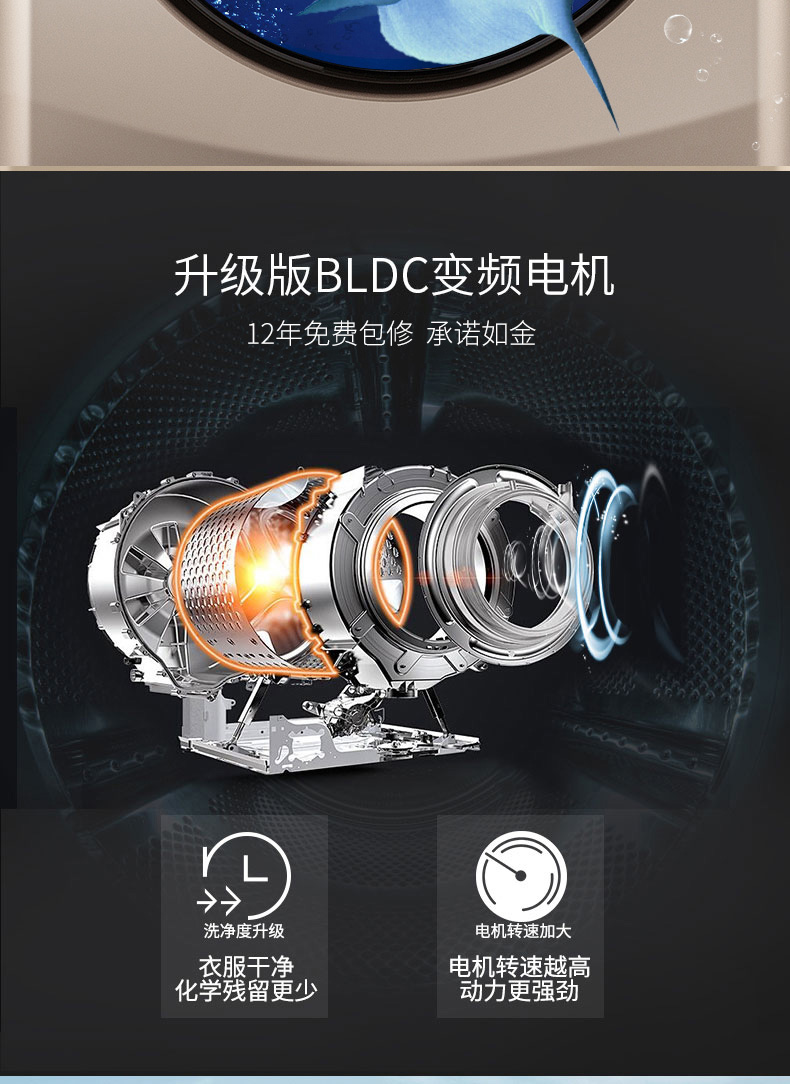 升级版BLDC变频电机
12年免费包修 承诺如金
洗净度升级
衣服干净
化学残留更少
电机转速加大
电机转速越高
动力更强劲